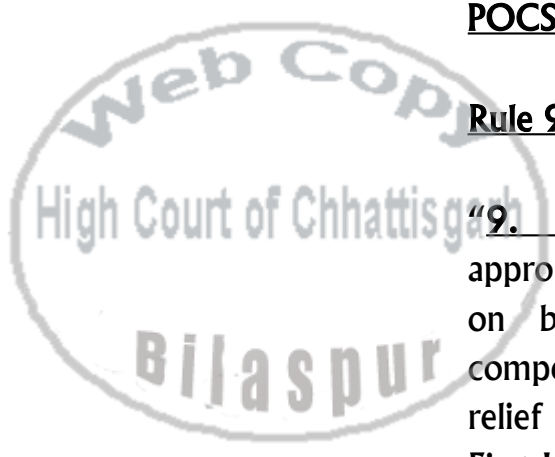 POCS
Rule 9
Web Copy
High Court of Chhattisgarh
Bilaspur
"9.
appro
on b
compe
relief